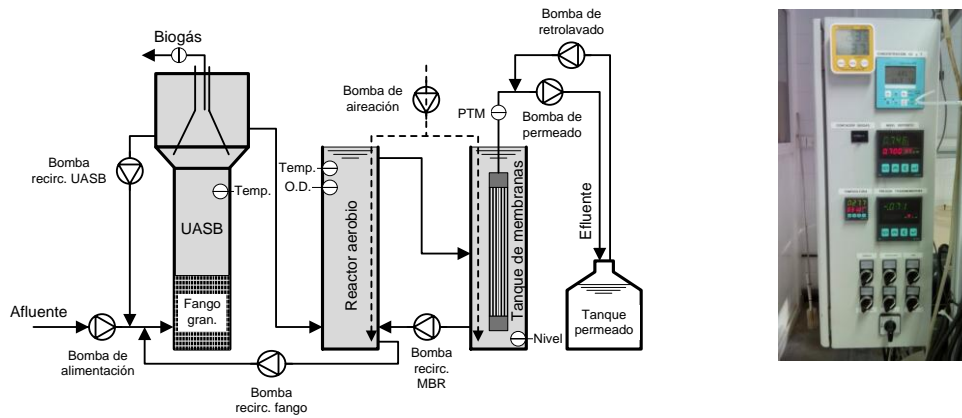 Biogás
Bomba
recirc. UASB
Temp.
UASB
Fango
gran.
Afluente
Bomba de
alimentación
Bomba
recirc. fango
Bomba de
aireación
Temp.
O.D.
Reactor aerobio
Bomba
recirc.
MBR
PTM
Tanque de membranas
Nivel
Bomba de
retrolavado
Bomba de
permeado
Efluente
Tanque
permeado